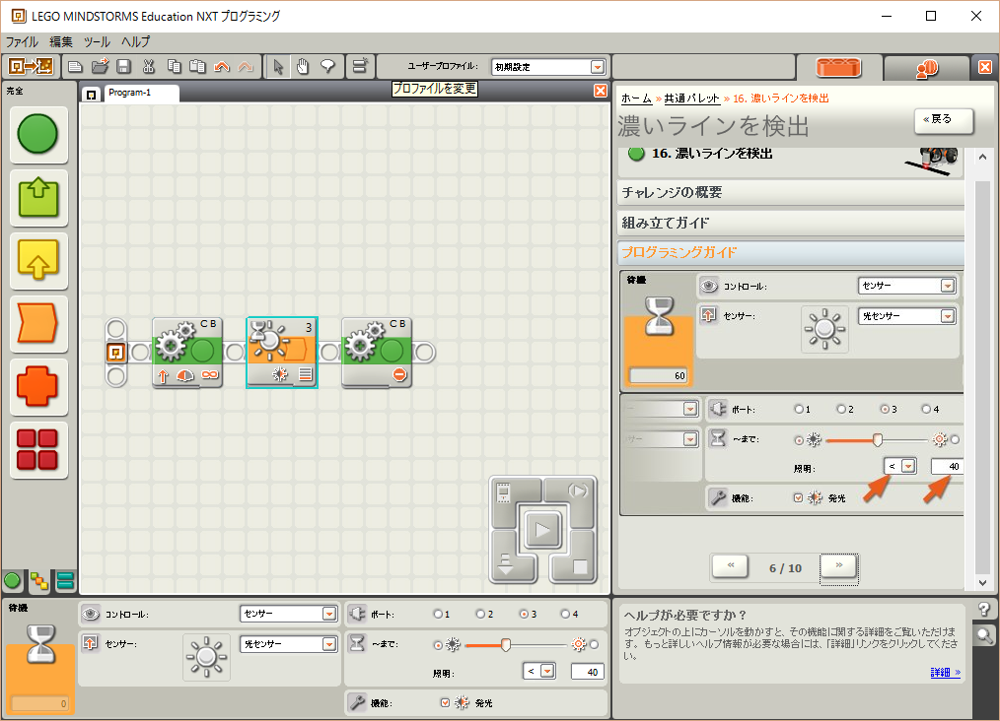 LEGO MINDSTORMS Education NXT プログラミング
ファイル 編集 ツール ヘルプ
ユーザープロファイル: 初期設定
プロファイルを変更
完全
Program-1
C B
3
C B
ホーム » 共通パレット » 16. 濃いラインを検出
濃いラインを検出
« 戻る
16. 濃いラインを検出
チャレンジの概要
組み立てガイド
プログラミングガイド
待機
コントロール: センサー
センサー: 光センサー
60
ポート: 1 2 3 4
サー
～まで:
照明: < 40
機能: 発光
« 6 / 10 »
待機
コントロール: センサー
センサー: 光センサー
0
ポート: 1 2 3 4
～まで:
照明: < 40
機能: 発光
ヘルプが必要ですか？
オブジェクトの上にカーソルを動かすと、その機能に関する詳細をご覧いただけま
す。もっと詳しいヘルプ情報が必要な場合には、「詳細」リンクをクリックしてくださ
い。
詳細 »